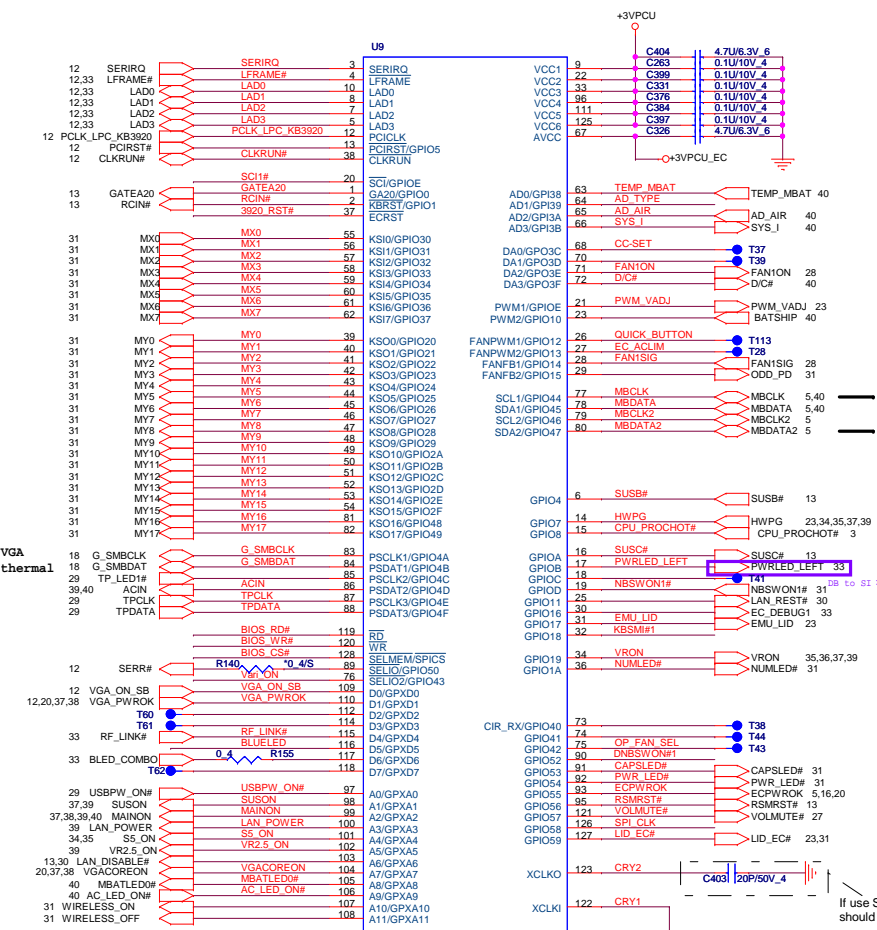 +3VPCU
U9
C404 4.7U/6.3V_6
C263 0.1U/10V_4
C399 0.1U/10V_4
C331 0.1U/10V_4
C376 0.1U/10V_4
C384 0.1U/10V_4
C397 0.1U/10V_4
C326 4.7U/6.3V_6
+3VPCU_EC
12 SERIRQ SERIRQ 3 SERIRQ
12,33 LFRAME# LFRAME# 4 LFRAME
12,33 LAD0 LAD0 10 LAD0
12,33 LAD1 LAD1 8 LAD1
12,33 LAD2 LAD2 7 LAD2
12,33 LAD3 LAD3 5 LAD3
12 PCLK_LPC_KB3920 PCLK_LPC_KB3920 12 PCICLK
12 PCIRST# 13 PCIRST/GPIO5
12 CLKRUN# CLKRUN# 38 CLKRUN
VCC1 9
VCC2 22
VCC3 33
VCC4 96
VCC5 111
VCC6 125
AVCC 67
SCI1# 20 SCI/GPIOE
13 GATEA20 GATEA20 1 GA20/GPIO0
13 RCIN# RCIN# 2 KBRST/GPIO1
3920_RST# 37 ECRST
31 MX0 MX0 55 KSI0/GPIO30
31 MX1 MX1 56 KSI1/GPIO31
31 MX2 MX2 57 KSI2/GPIO32
31 MX3 MX3 58 KSI3/GPIO33
31 MX4 MX4 59 KSI4/GPIO34
31 MX5 MX5 60 KSI5/GPIO35
31 MX6 MX6 61 KSI6/GPIO36
31 MX7 MX7 62 KSI7/GPIO37
31 MY0 MY0 39 KSO0/GPIO20
31 MY1 MY1 40 KSO1/GPIO21
31 MY2 MY2 41 KSO2/GPIO22
31 MY3 MY3 42 KSO3/GPIO23
31 MY4 MY4 43 KSO4/GPIO24
31 MY5 MY5 44 KSO5/GPIO25
31 MY6 MY6 45 KSO6/GPIO26
31 MY7 MY7 46 KSO7/GPIO27
31 MY8 MY8 47 KSO8/GPIO28
31 MY9 MY9 48 KSO9/GPIO29
31 MY10 MY10 49 KSO10/GPIO2A
31 MY11 MY11 50 KSO11/GPIO2B
31 MY12 MY12 51 KSO12/GPIO2C
31 MY13 MY13 52 KSO13/GPIO2D
31 MY14 MY14 53 KSO14/GPIO2E
31 MY15 MY15 54 KSO15/GPIO2F
31 MY16 MY16 81 KSO16/GPIO48
31 MY17 MY17 82 KSO17/GPIO49
VGA
thermal
18 G_SMBCLK G_SMBCLK 83 PSCLK1/GPIO4A
18 G_SMBDAT G_SMBDAT 84 PSDAT1/GPIO4B
29 TP_LED1# 85 PSCLK2/GPIO4C
39,40 ACIN ACIN 86 PSDAT2/GPIO4D
29 TPCLK TPCLK 87 PSCLK3/GPIO4E
29 TPDATA TPDATA 88 PSDAT3/GPIO4F
BIOS_RD# 119 RD
BIOS_WR# 120 WR
BIOS_CS# 128 SELMEM/SPICS
12 SERR# R140 *0_4/S 89 SELIO/GPIO50
Vari_ON 76 SELIO2/GPIO43
12 VGA_ON_SB VGA_ON_SB 109 D0/GPXD0
12,20,37,38 VGA_PWROK VGA_PWROK 110 D1/GPXD1
T60 112 D2/GPXD2
T61 114 D3/GPXD3
33 RF_LINK# RF_LINK# 115 D4/GPXD4
BLUELED 116 D5/GPXD5
33 BLED_COMBO 0_4 R155 117 D6/GPXD6
T62 118 D7/GPXD7
29 USBPW_ON# USBPW_ON# 97 A0/GPXA0
37,39 SUSON SUSON 98 A1/GPXA1
37,38,39,40 MAINON MAINON 99 A2/GPXA2
39 LAN_POWER LAN_POWER 100 A3/GPXA3
34,35 S5_ON S5_ON 101 A4/GPXA4
39 VR2.5_ON VR2.5_ON 102 A5/GPXA5
13,30 LAN_DISABLE# 103 A6/GPXA6
20,37,38 VGACOREON VGACOREON 104 A7/GPXA7
40 MBATLED0# MBATLED0# 105 A8/GPXA8
40 AC_LED_ON# AC_LED_ON# 106 A9/GPXA9
31 WIRELESS_ON 107 A10/GPXA10
31 WIRELESS_OFF 108 A11/GPXA11
AD0/GPI38 63 TEMP_MBAT TEMP_MBAT 40
AD1/GPI39 64 AD_TYPE
AD2/GPI3A 65 AD_AIR AD_AIR 40
AD3/GPI3B 66 SYS_I SYS_I 40
DA0/GPO3C 68 CC-SET T37
DA1/GPO3D 70 T39
DA2/GPO3E 71 FAN1ON FAN1ON 28
DA3/GPO3F 72 D/C# D/C# 40
PWM1/GPIOE 21 PWM_VADJ PWM_VADJ 23
PWM2/GPIO10 23 BATSHIP 40
FANPWM1/GPIO12 26 QUICK_BUTTON T113
FANPWM2/GPIO13 27 EC_ACLIM T28
FANFB1/GPIO14 28 FAN1SIG FAN1SIG 28
FANFB2/GPIO15 29 ODD_PD 31
SCL1/GPIO44 77 MBCLK MBCLK 5,40
SDA1/GPIO45 78 MBDATA MBDATA 5,40
SCL2/GPIO46 79 MBCLK2 MBCLK2 5
SDA2/GPIO47 80 MBDATA2 MBDATA2 5
GPIO4 6 SUSB# SUSB# 13
GPIO7 14 HWPG HWPG 23,34,35,37,39
GPIO8 15 CPU_PROCHOT# CPU_PROCHOT# 3
GPIOA 16 SUSC# SUSC# 13
GPIOB 17 PWRLED_LEFT PWRLED_LEFT 33
GPIOC 18 T41
DB to SI
GPIOD 19 NBSWON1# NBSWON1# 31
GPIO11 25 LAN_REST# 30
GPIO16 30 EC_DEBUG1 33
GPIO17 31 EMU_LID EMU_LID 23
GPIO18 32 KBSMI#1
GPIO19 34 VRON VRON 35,36,37,39
GPIO1A 36 NUMLED# NUMLED# 31
CIR_RX/GPIO40 73 T38
GPIO41 74 T44
GPIO42 75 OP_FAN_SEL T43
GPIO52 90 DNBSWON#1
GPIO53 91 CAPSLED# CAPSLED# 31
GPIO54 92 PWR_LED# PWR_LED# 31
GPIO55 93 ECPWROK ECPWROK 5,16,20
GPIO56 95 RSMRST# RSMRST# 13
GPIO57 121 VOLMUTE# VOLMUTE# 27
GPIO58 126 SPI_CLK
GPIO59 127 LID_EC# LID_EC# 23,31
XCLKO 123 CRY2
C403 20P/50V_4
XCLKI 122 CRY1
If use S
should